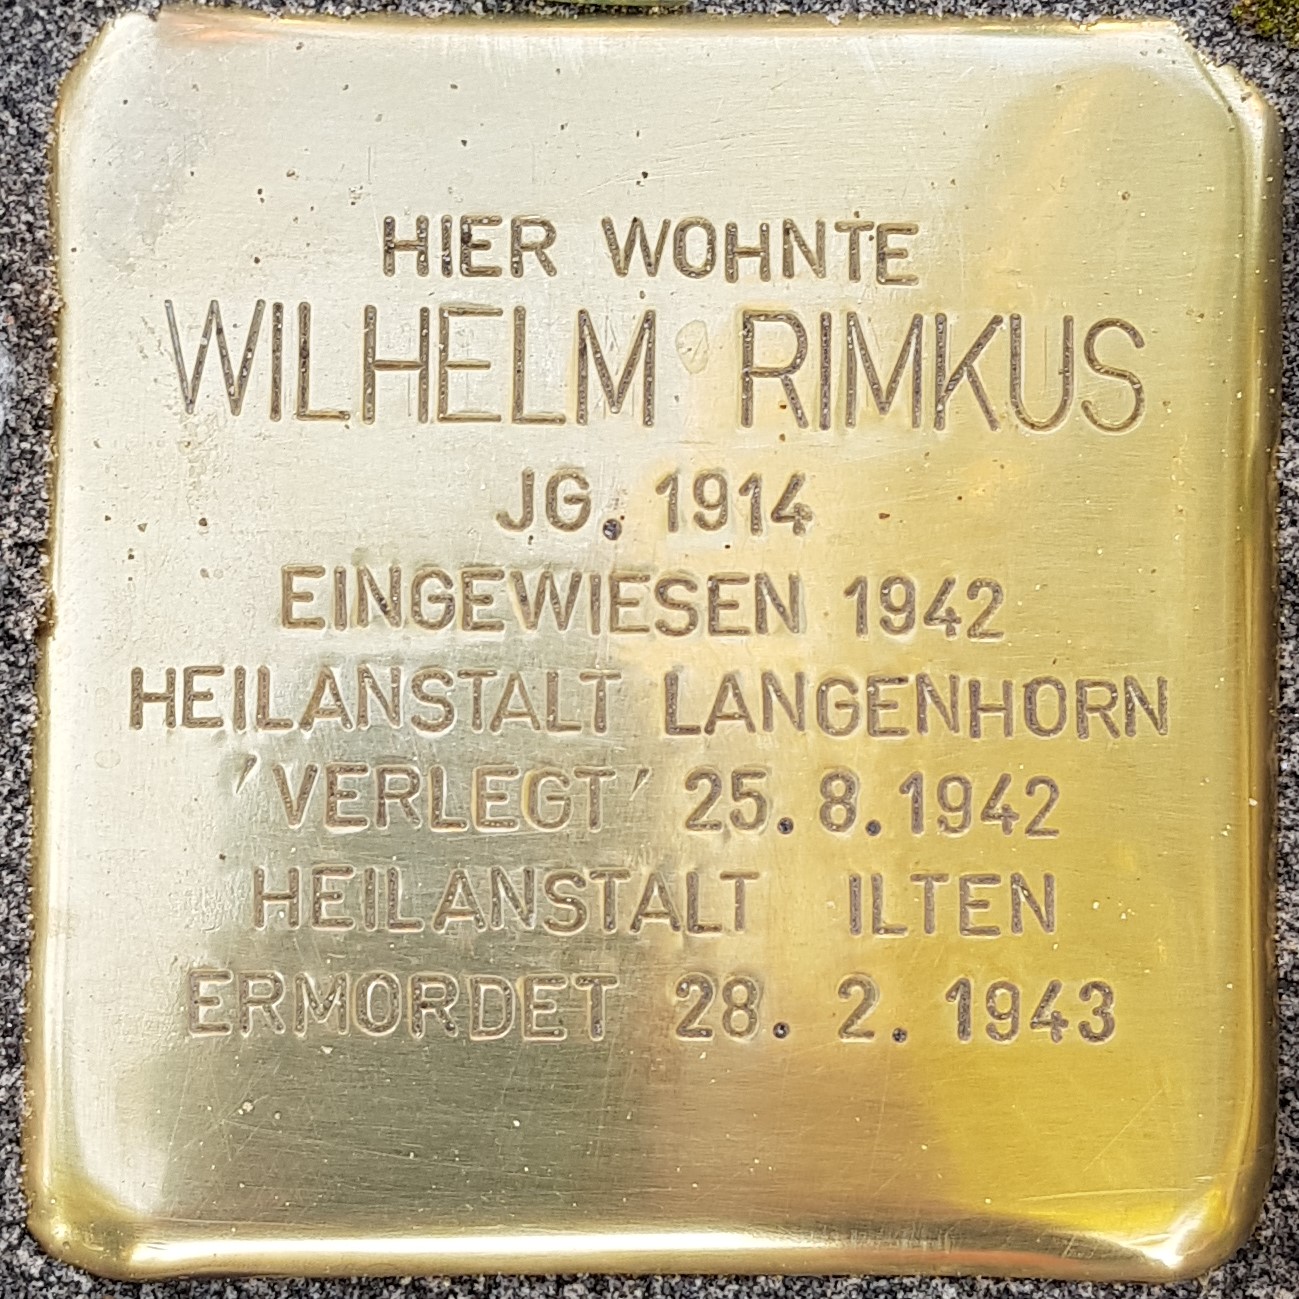 HIER WOHNTE
WILHELM RIMKUS
JG. 1914
EINGEWIESEN 1942
HEILANSTALT LANGENHORN
'VERLEGT' 25.8.1942
HEILANSTALT ILTEN
ERMORDET 28.2.1943